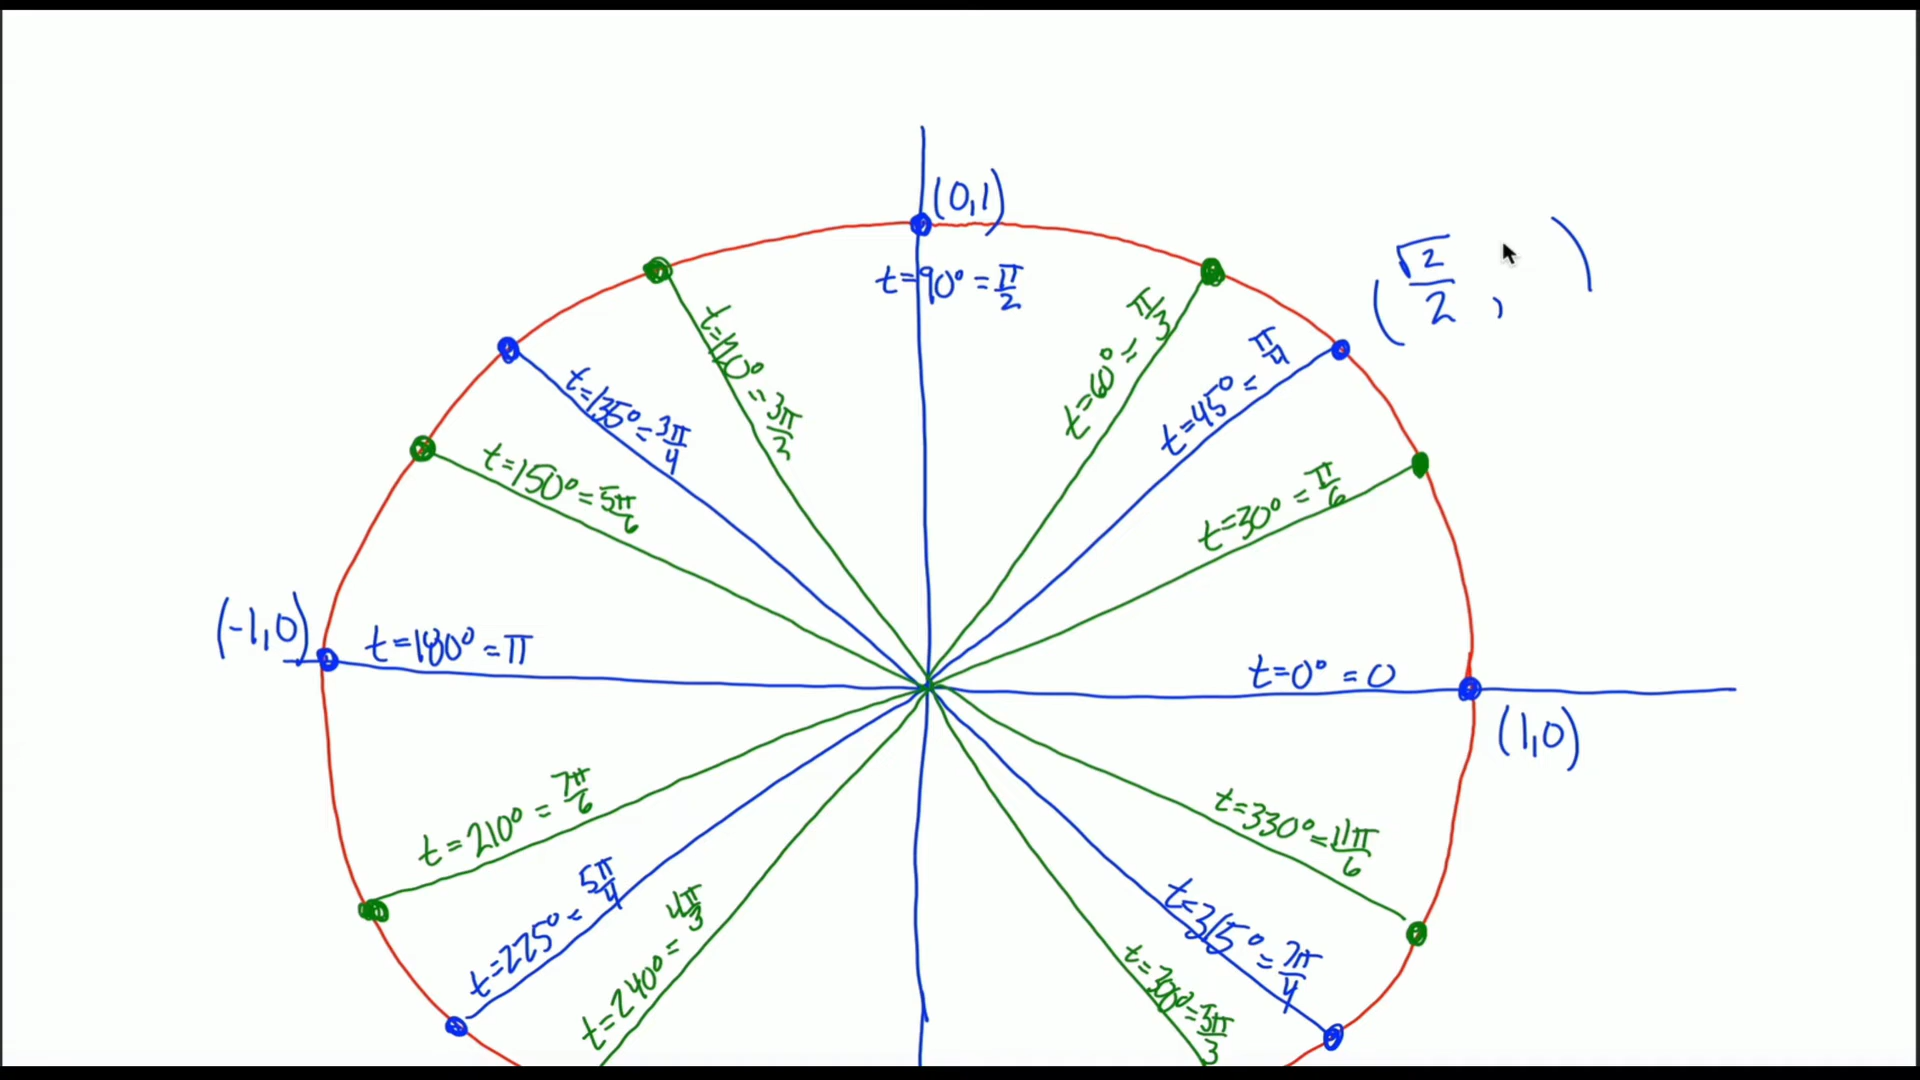 (0,1)
t=90° = π/2
(√2/2, )
t=120° = 3π/2
t=60° = π/3
t=135° = 3π/4
t=45° = π/4
t=150° = 5π/6
t=30° = π/6
(-1,0)
t=180° = π
t=0° = 0
(1,0)
t=210° = 7π/6
t=330° = 11π/6
t=225° = 5π/4
t=315° = 7π/4
t=240° = 4π/3
t=300° = 5π/3